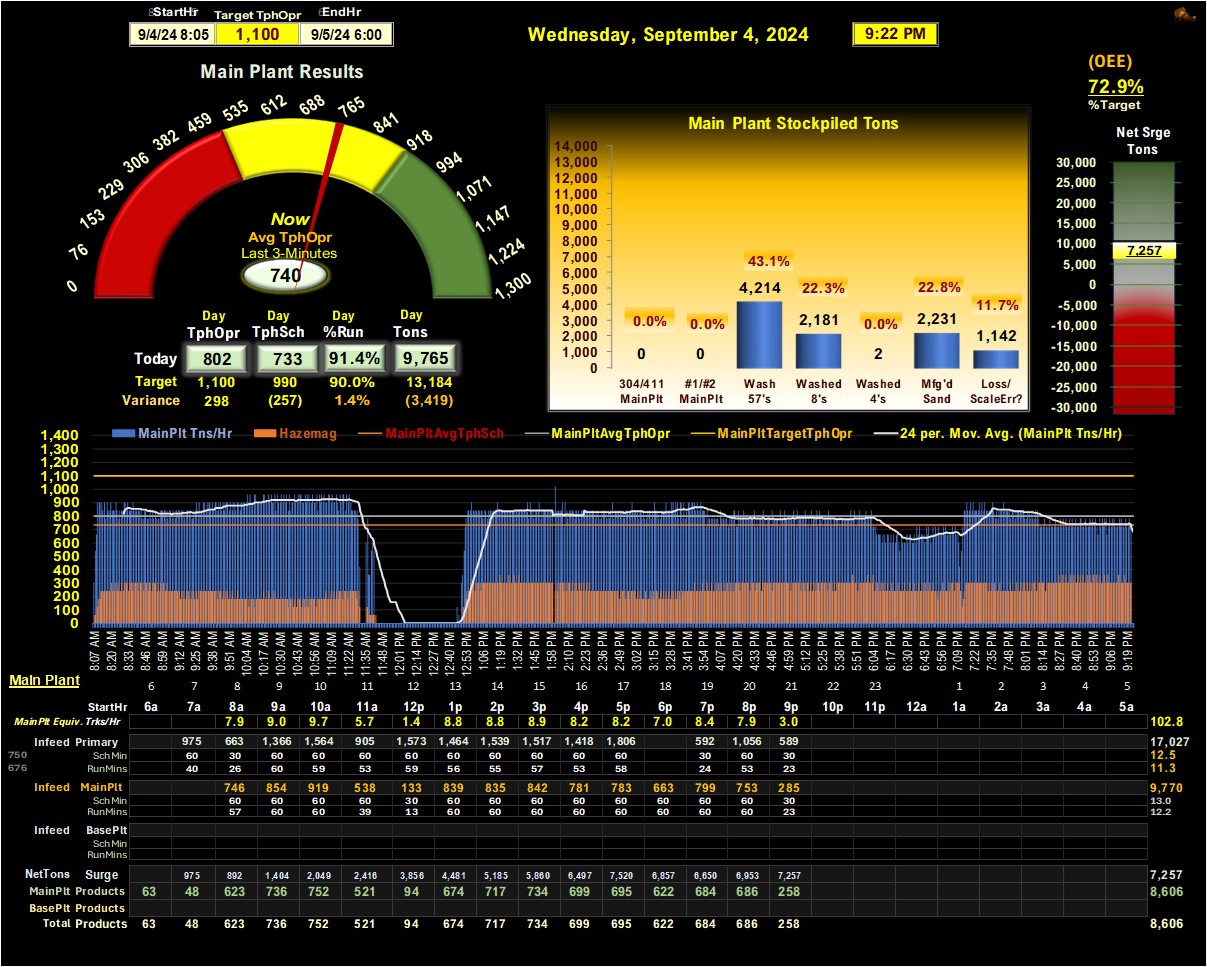 StartHr Target TphOpr EndHr
9/4/24 8:05 1,100 9/5/24 6:00
Wednesday, September 4, 2024
9:22 PM
(OEE)
72.9%
%Target
Main Plant Results
0
76
153
229
306
382
459
535
612
688
765
841
918
994
1,071
1,147
1,224
1,300
Now
Avg TphOpr
Last 3-Minutes
740
Day Day Day Day
TphOpr TphSch %Run Tons
Today 802 733 91.4% 9,765
Target 1,100 990 90.0% 13,184
Variance 298 (257) 1.4% (3,419)
Main Plant Stockpiled Tons
14,000
13,000
12,000
11,000
10,000
9,000
8,000
7,000
6,000
5,000
4,000
3,000
2,000
1,000
0
0.0% 0.0% 43.1% 22.3% 0.0% 22.8% 11.7%
0 0 4,214 2,181 2 2,231 1,142
304/411 #1/#2 Wash Washed Washed Mfg'd Loss/
MainPlt MainPlt 57's 8's 4's Sand ScaleErr?
Net Srge
Tons
30,000
25,000
20,000
15,000
10,000
7,257
5,000
0
-5,000
-10,000
-15,000
-20,000
-25,000
-30,000
MainPlt Tns/Hr Hazemag MainPltAvgTphSch MainPltAvgTphOpr MainPltTargetTphOpr 24 per. Mov. Avg. (MainPlt Tns/Hr)
1,400
1,300
1,200
1,100
1,000
900
800
700
600
500
400
300
200
100
0
8:07 AM 8:20 AM 8:33 AM 8:46 AM 8:59 AM 9:12 AM 9:25 AM 9:38 AM 9:51 AM 10:04 AM 10:17 AM 10:30 AM 10:43 AM 10:56 AM 11:09 AM 11:22 AM 11:35 AM 11:48 AM 12:01 PM 12:14 PM 12:27 PM 12:40 PM 12:53 PM 1:06 PM 1:19 PM 1:32 PM 1:45 PM 1:58 PM 2:10 PM 2:23 PM 2:36 PM 2:49 PM 3:02 PM 3:15 PM 3:28 PM 3:41 PM 3:54 PM 4:07 PM 4:20 PM 4:33 PM 4:46 PM 4:59 PM 5:12 PM 5:25 PM 5:38 PM 5:51 PM 6:04 PM 6:17 PM 6:30 PM 6:43 PM 6:56 PM 7:09 PM 7:22 PM 7:35 PM 7:48 PM 8:01 PM 8:14 PM 8:27 PM 8:40 PM 8:53 PM 9:06 PM 9:19 PM
Main Plant
6 7 8 9 10 11 12 13 14 15 16 17 18 19 20 21 22 23 1 2 3 4 5
StartHr 6a 7a 8a 9a 10a 11a 12p 1p 2p 3p 4p 5p 6p 7p 8p 9p 10p 11p 12a 1a 2a 3a 4a 5a
MainPlt Equiv. Trks/Hr 7.9 9.0 9.7 5.7 1.4 8.8 8.8 8.9 8.2 8.2 7.0 8.4 7.9 3.0 102.8
Infeed Primary 975 663 1,366 1,564 905 1,573 1,464 1,539 1,517 1,418 1,806 592 1,056 589 17,027
750 Sch Min 60 30 60 60 60 60 60 60 60 60 60 30 60 30 12.5
676 RunMins 40 26 60 59 53 59 56 55 57 53 58 24 53 23 11.3
Infeed MainPlt 746 854 919 538 133 839 835 842 781 783 663 799 753 285 9,770
Sch Min 60 60 60 60 30 60 60 60 60 60 60 60 60 30 13.0
RunMins 57 60 60 39 13 60 60 60 60 60 60 60 60 23 12.2
Infeed BasePlt
Sch Min
RunMins
NetTons Surge 975 892 1,404 2,049 2,416 3,856 4,481 5,185 5,860 6,497 7,520 6,857 6,650 6,953 7,257 7,257
MainPlt Products 63 48 623 736 752 521 94 674 717 734 699 695 622 684 686 258 8,606
BasePlt Products
Total Products 63 48 623 736 752 521 94 674 717 734 699 695 622 684 686 258 8,606